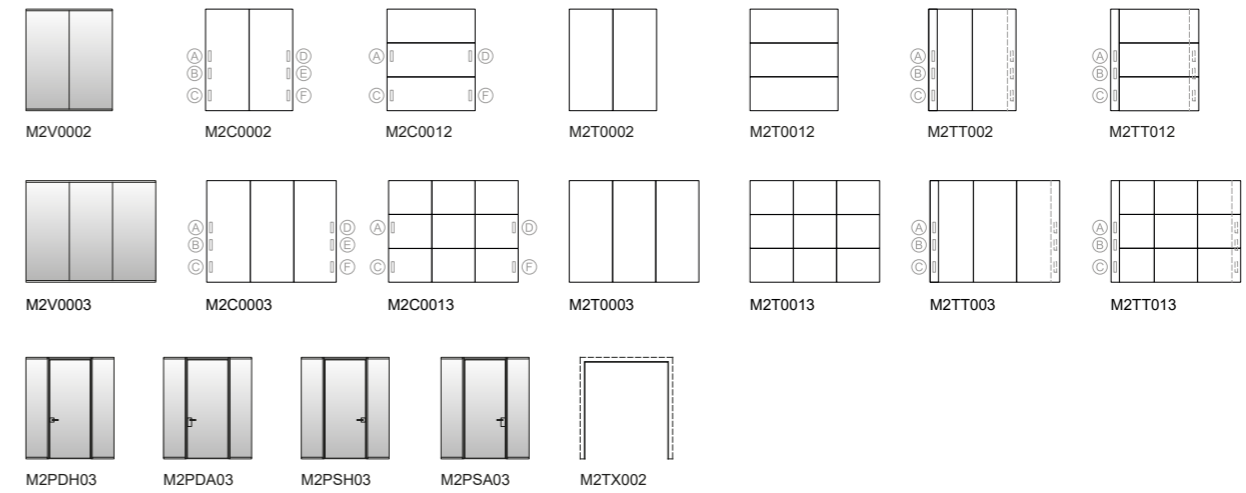 A D A D A A
B E B B
C F C F C C
M2V0002 M2C0002 M2C0012 M2T0002 M2T0012 M2TT002 M2TT012
A D A D A A
B E B B
C F C F C C
M2V0003 M2C0003 M2C0013 M2T0003 M2T0013 M2TT003 M2TT013
M2PDH03 M2PDA03 M2PSH03 M2PSA03 M2TX002